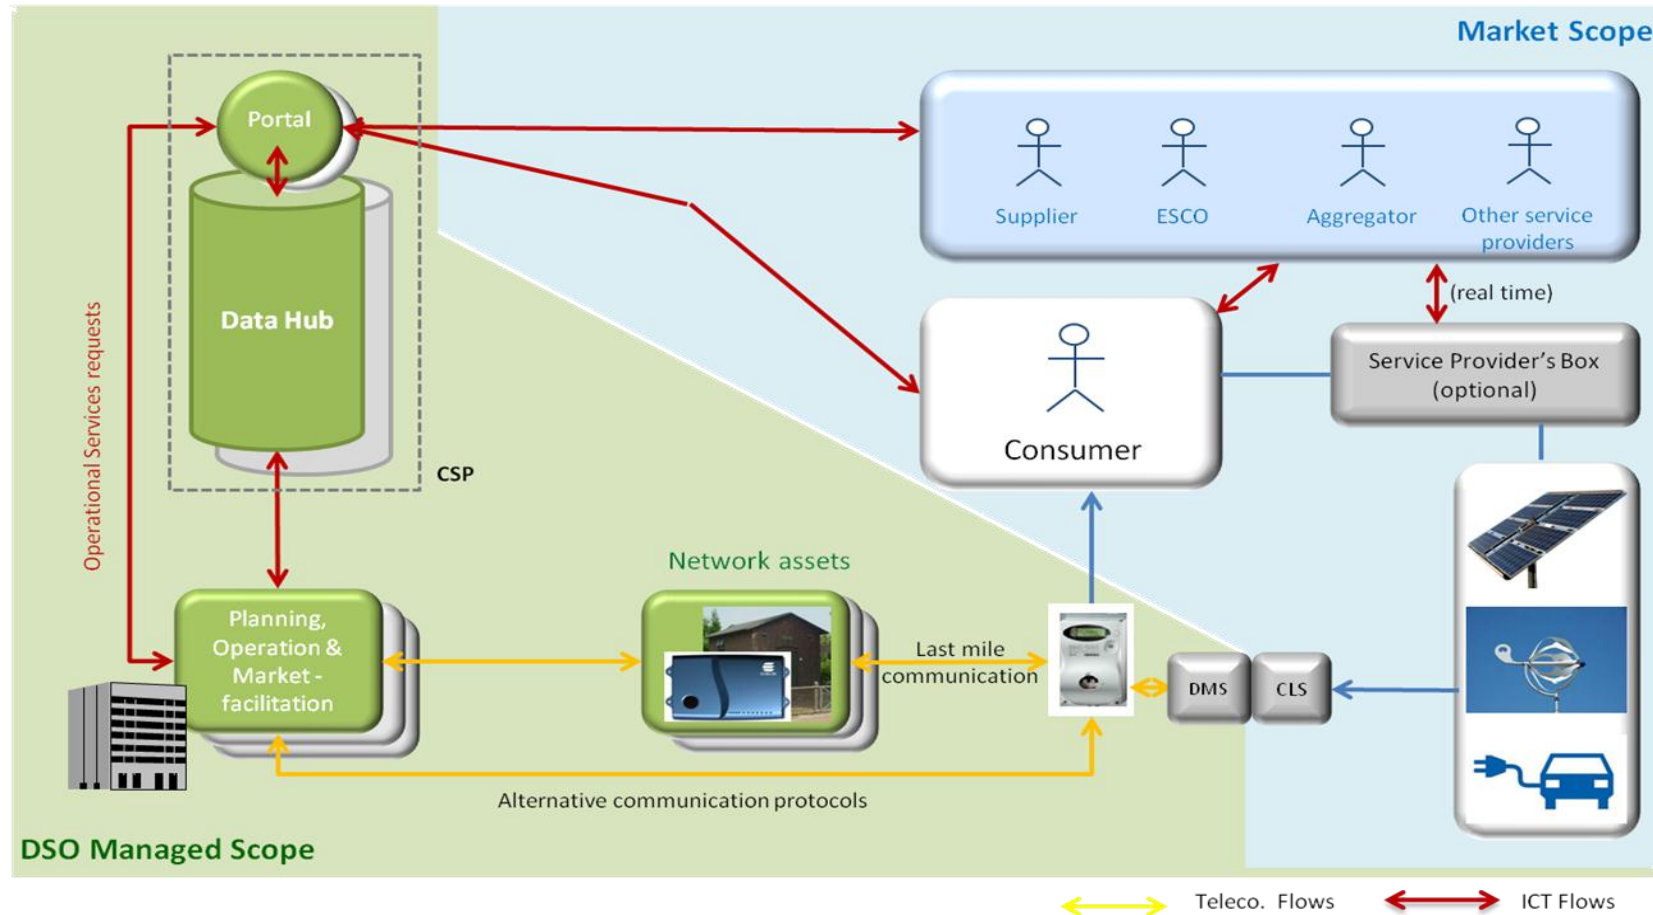 Market Scope
Portal
Supplier
ESCO
Aggregator
Other service
providers
Data Hub
(real time)
Operational Services requests
Service Provider’s Box
(optional)
Consumer
CSP
Network assets
Planning,
Operation &
Market -
facilitation
Last mile
communication
DMS
CLS
Alternative communication protocols
DSO Managed Scope
Teleco. Flows
ICT Flows